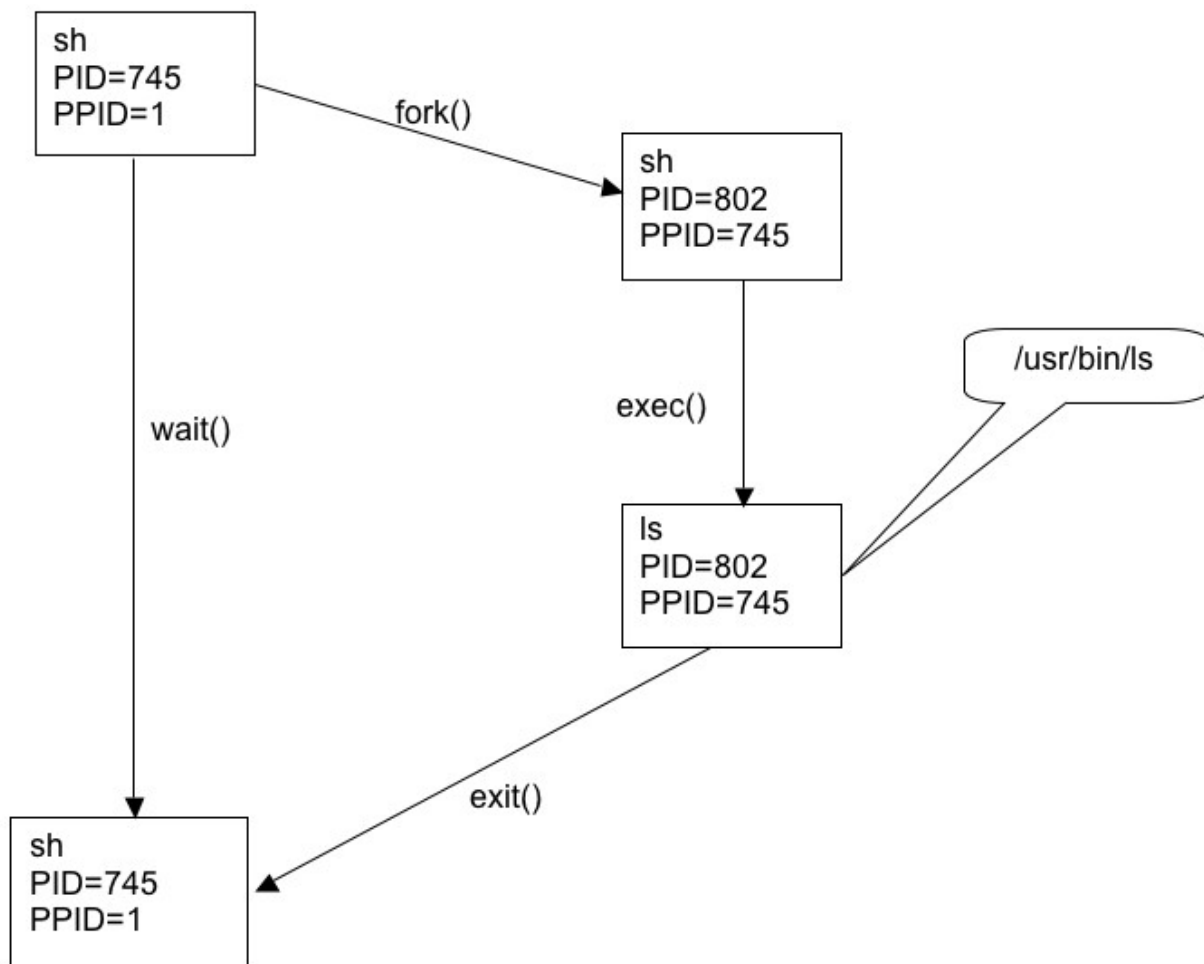 sh
PID=745
PPID=1
fork()
sh
PID=802
PPID=745
/usr/bin/ls
exec()
wait()
ls
PID=802
PPID=745
exit()
sh
PID=745
PPID=1